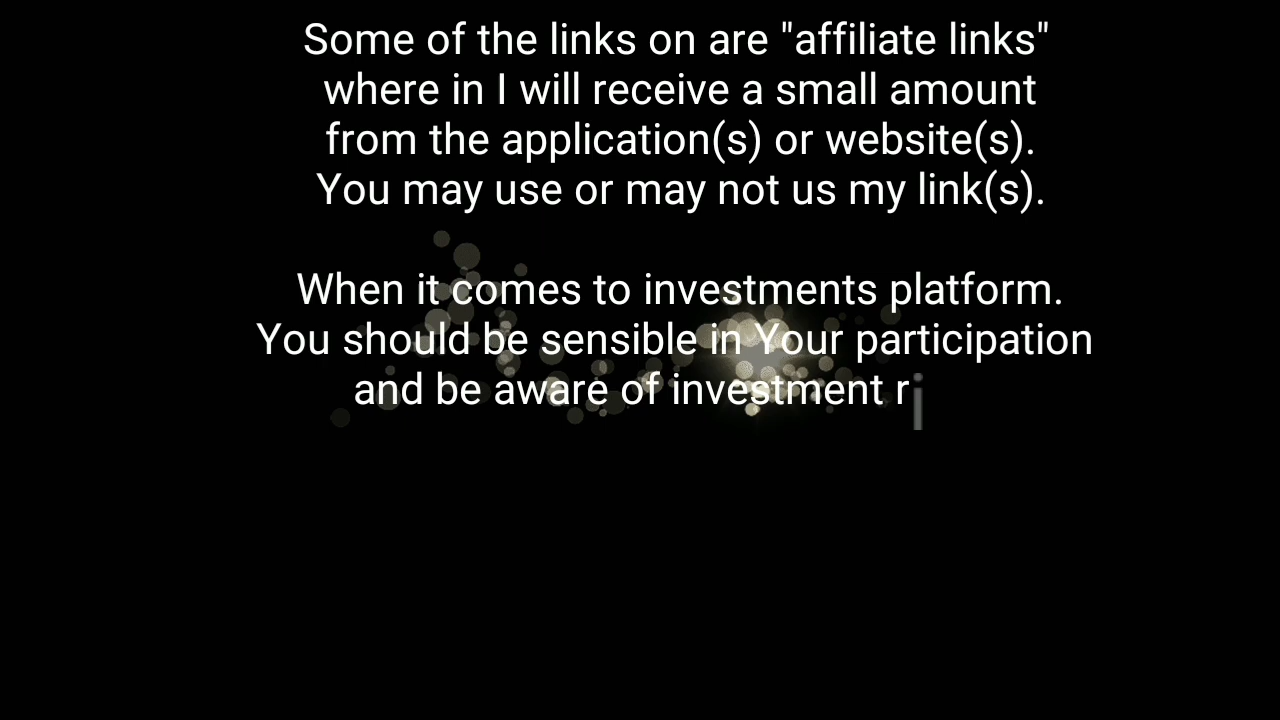 Some of the links on are "affiliate links"
where in I will receive a small amount
from the application(s) or website(s).
You may use or may not us my link(s).
When it comes to investments platform.
You should be sensible in Your participation
and be aware of investment ri